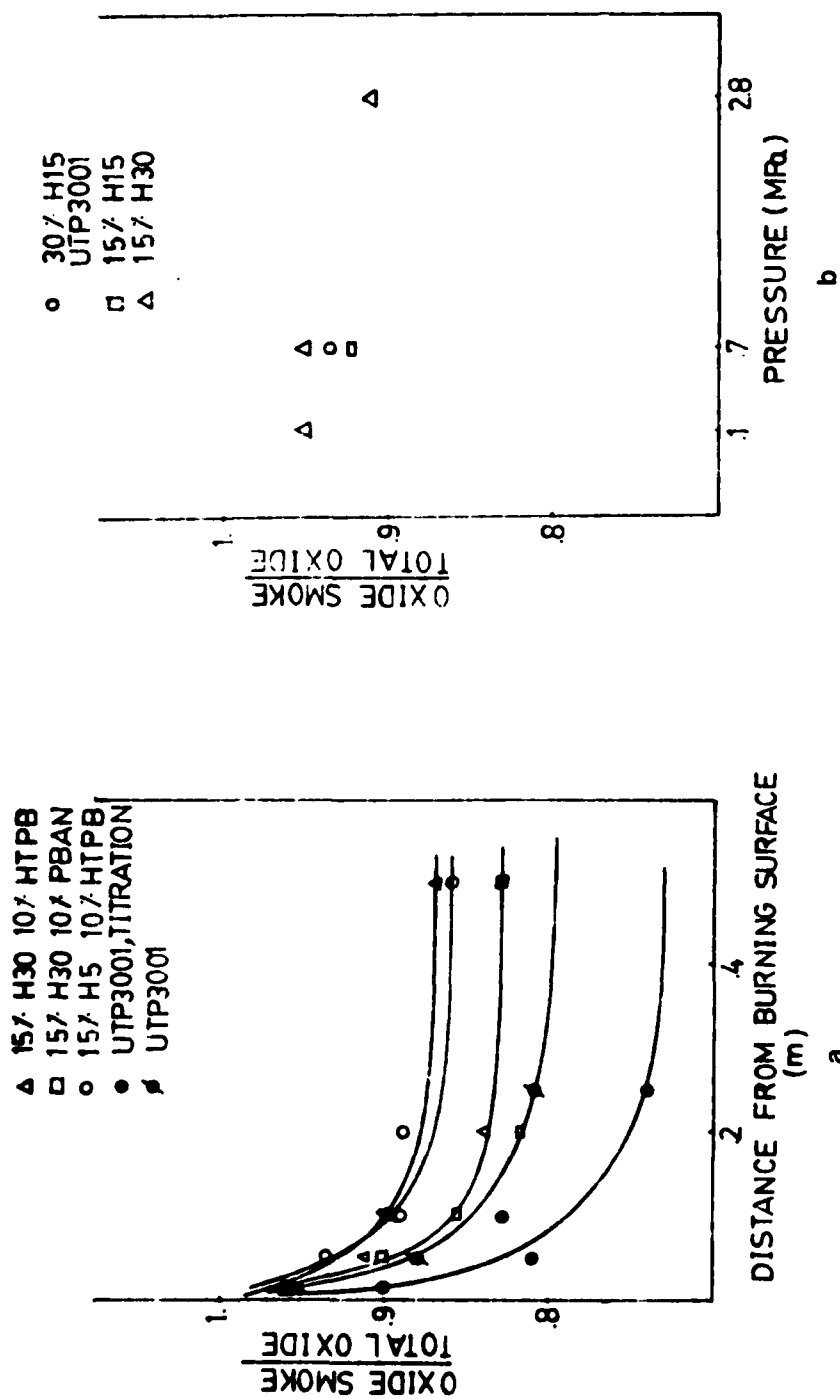 △ 15% H30 10% HTPB
□ 15% H30 10% PBAN
○ 15% H5 10% HTPB
● UTP3001, TITRATION
UTP3001
OXIDE SMOKE
TOTAL OXIDE
1.
.9
.8
.2
.4
DISTANCE FROM BURNING SURFACE
(m)
a
○ 30% H15
UTP3001
□ 15% H15
△ 15% H30
OXIDE SMOKE
TOTAL OXIDE
1.
.9
.8
.1
.7
2.8
PRESSURE (MPa)
b